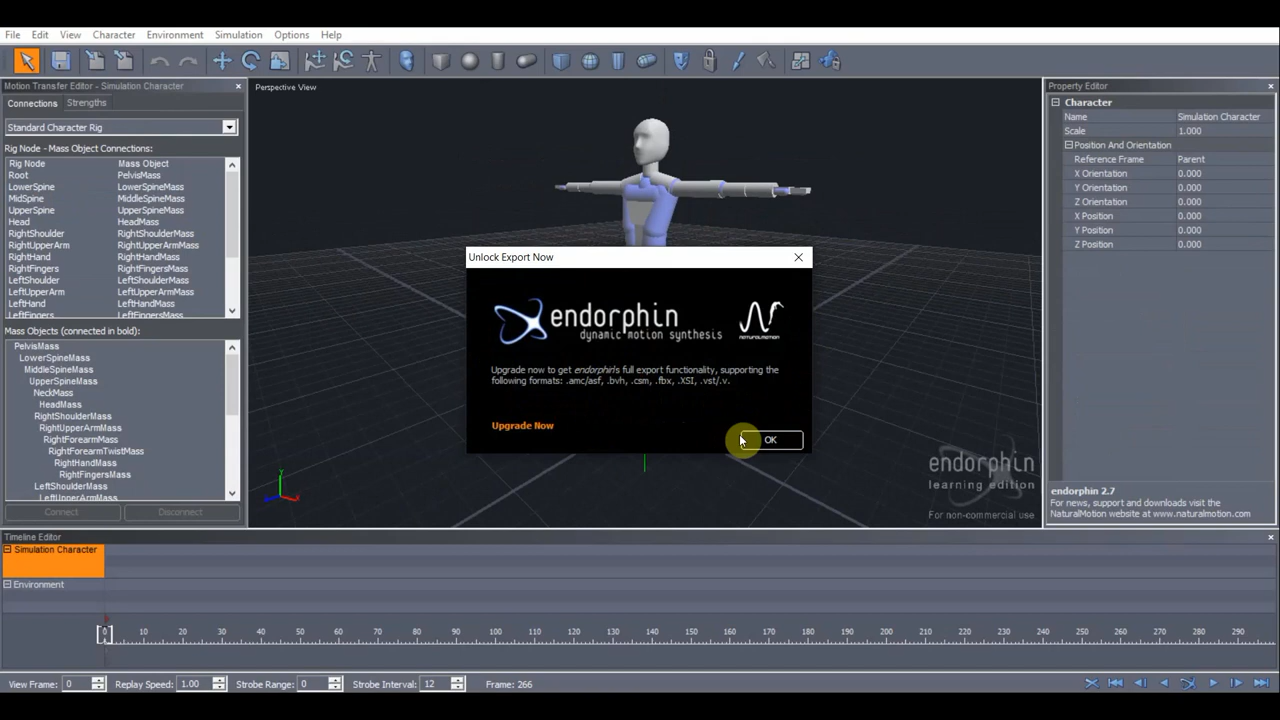 File Edit View Character Environment Simulation Options Help
Motion Transfer Editor - Simulation Character
Connections Strengths
Standard Character Rig
Rig Node - Mass Object Connections:
Rig Node Mass Object
Root PelvisMass
LowerSpine LowerSpineMass
MidSpine MiddleSpineMass
UpperSpine UpperSpineMass
Head HeadMass
RightShoulder RightShoulderMass
RightUpperArm RightUpperArmMass
RightHand RightHandMass
RightFingers RightFingersMass
LeftShoulder LeftShoulderMass
LeftUpperArm LeftUpperArmMass
LeftHand LeftHandMass
LeftFingers LeftFingersMass
Mass Objects (connected in bold):
PelvisMass
LowerSpineMass
MiddleSpineMass
UpperSpineMass
NeckMass
HeadMass
RightShoulderMass
RightUpperArmMass
RightForearmMass
RightForearmTwistMass
RightHandMass
RightFingersMass
LeftShoulderMass
LeftUpperArmMass
Connect Disconnect
Perspective View
Unlock Export Now
endorphin
dynamic motion synthesis
NATURALMOTION
Upgrade now to get endorphin's full export functionality, supporting the
following formats: .amc/asf, .bvh, .csm, .fbx, .XSI, .vst/.v.
Upgrade Now
OK
endorphin
learning edition
For non-commercial use
Property Editor
Character
Name Simulation Character
Scale 1.000
Position And Orientation
Reference Frame Parent
X Orientation 0.000
Y Orientation 0.000
Z Orientation 0.000
X Position 0.000
Y Position 0.000
Z Position 0.000
endorphin 2.7
For news, support and downloads visit the
NaturalMotion website at www.naturalmotion.com
Timeline Editor
Simulation Character
Environment
0 10 20 30 40 50 60 70 80 90 100 110 120 130 140 150 160 170 180 190 200 210 220 230 240 250 260 270 280 290
View Frame: 0 Replay Speed: 1.00 Strobe Range: 0 Strobe Interval: 12 Frame: 266